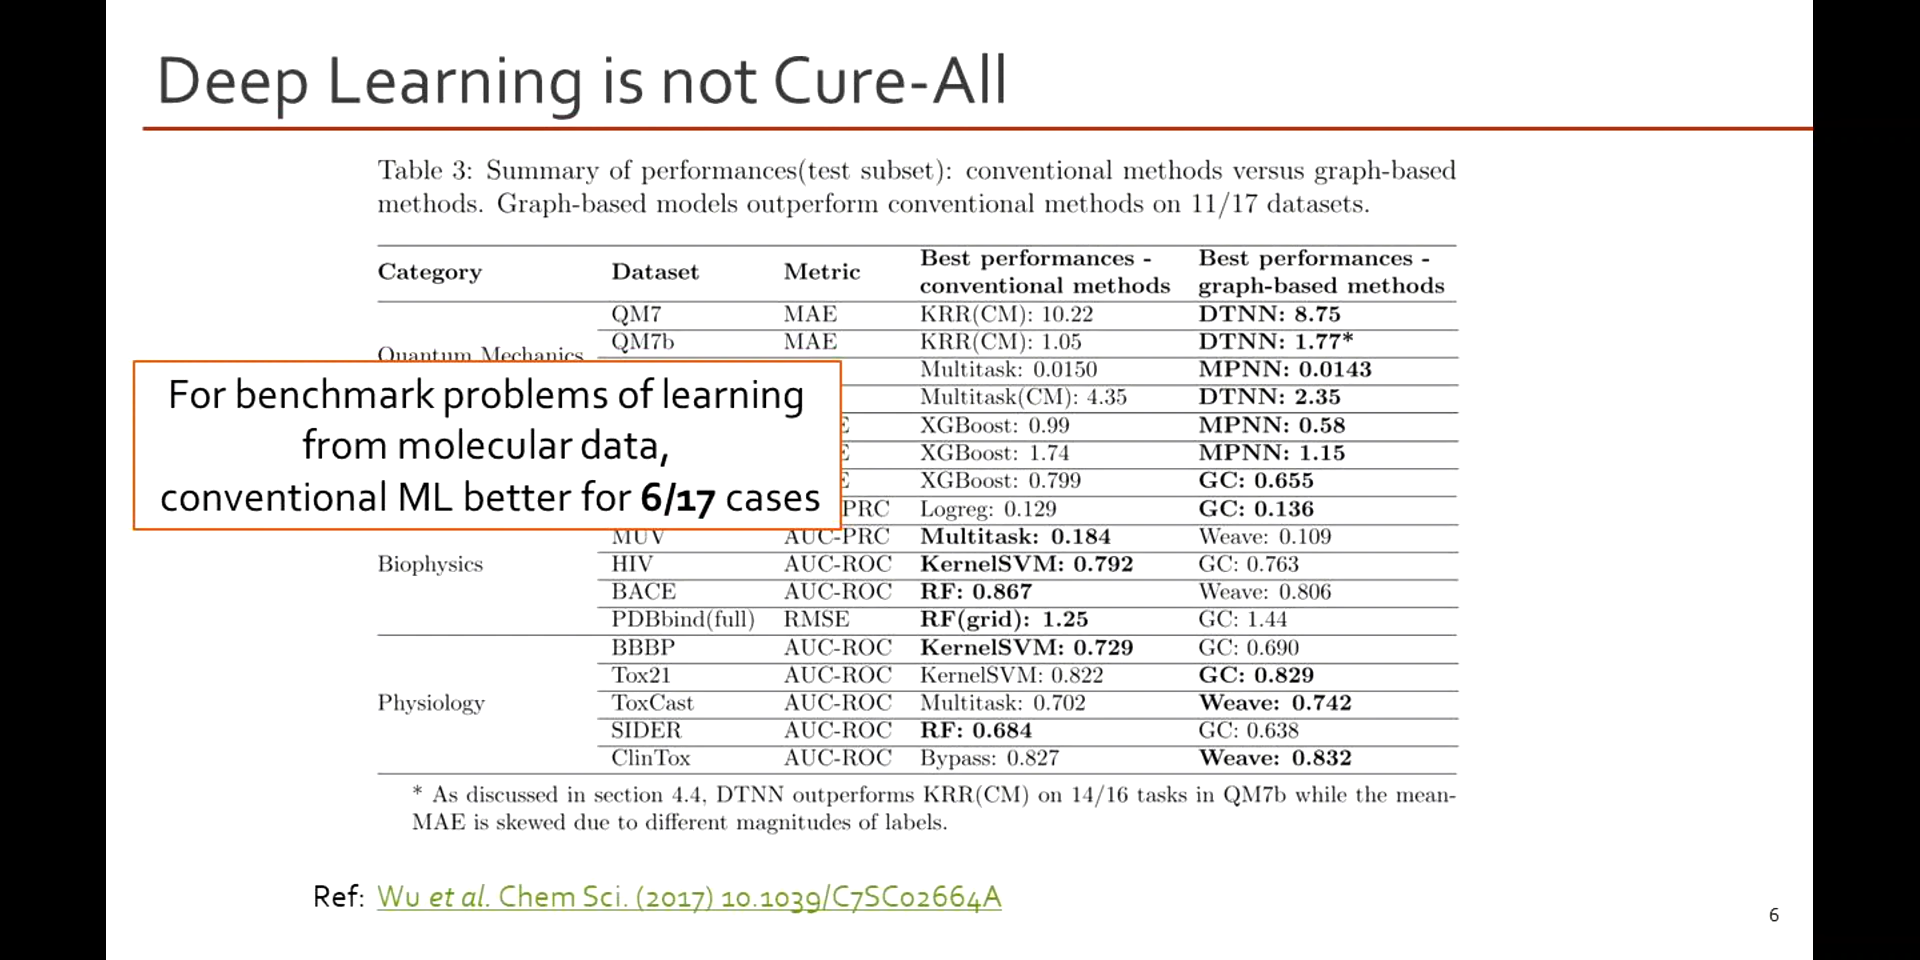 Deep Learning is not Cure-All
Table 3: Summary of performances(test subset): conventional methods versus graph-based
methods. Graph-based models outperform conventional methods on 11/17 datasets.
Category Dataset Metric Best performances - conventional methods Best performances - graph-based methods
QM7 MAE KRR(CM): 10.22 DTNN: 8.75
Quantum Mechanics
QM7b MAE KRR(CM): 1.05 DTNN: 1.77*
Multitask: 0.0150 MPNN: 0.0143
Multitask(CM): 4.35 DTNN: 2.35
XGBoost: 0.99 MPNN: 0.58
XGBoost: 1.74 MPNN: 1.15
XGBoost: 0.799 GC: 0.655
PRC Logreg: 0.129 GC: 0.136
For benchmark problems of learning
from molecular data,
conventional ML better for 6/17 cases
MUV AUC-PRC Multitask: 0.184 Weave: 0.109
Biophysics HIV AUC-ROC KernelSVM: 0.792 GC: 0.763
BACE AUC-ROC RF: 0.867 Weave: 0.806
PDBbind(full) RMSE RF(grid): 1.25 GC: 1.44
BBBP AUC-ROC KernelSVM: 0.729 GC: 0.690
Tox21 AUC-ROC KernelSVM: 0.822 GC: 0.829
Physiology ToxCast AUC-ROC Multitask: 0.702 Weave: 0.742
SIDER AUC-ROC RF: 0.684 GC: 0.638
ClinTox AUC-ROC Bypass: 0.827 Weave: 0.832
* As discussed in section 4.4, DTNN outperforms KRR(CM) on 14/16 tasks in QM7b while the mean-
MAE is skewed due to different magnitudes of labels.
Ref: Wu et al. Chem Sci. (2017) 10.1039/C7SC02664A
6